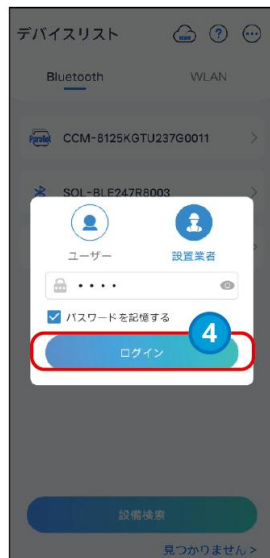 デバイスリスト
Bluetooth
WLAN
Parallel
CCM-8125KGTU237G0011
SOL-BLE247R8003
ユーザー
設置業者
パスワードを記憶する
4
ログイン
設備検索
見つかりません>